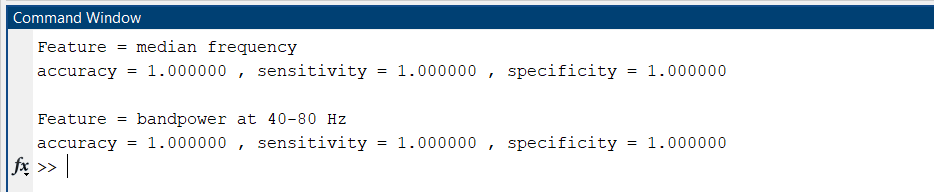 Command Window
Feature = median frequency
accuracy = 1.000000 , sensitivity = 1.000000 , specificity = 1.000000
Feature = bandpower at 40-80 Hz
accuracy = 1.000000 , sensitivity = 1.000000 , specificity = 1.000000
fx >>